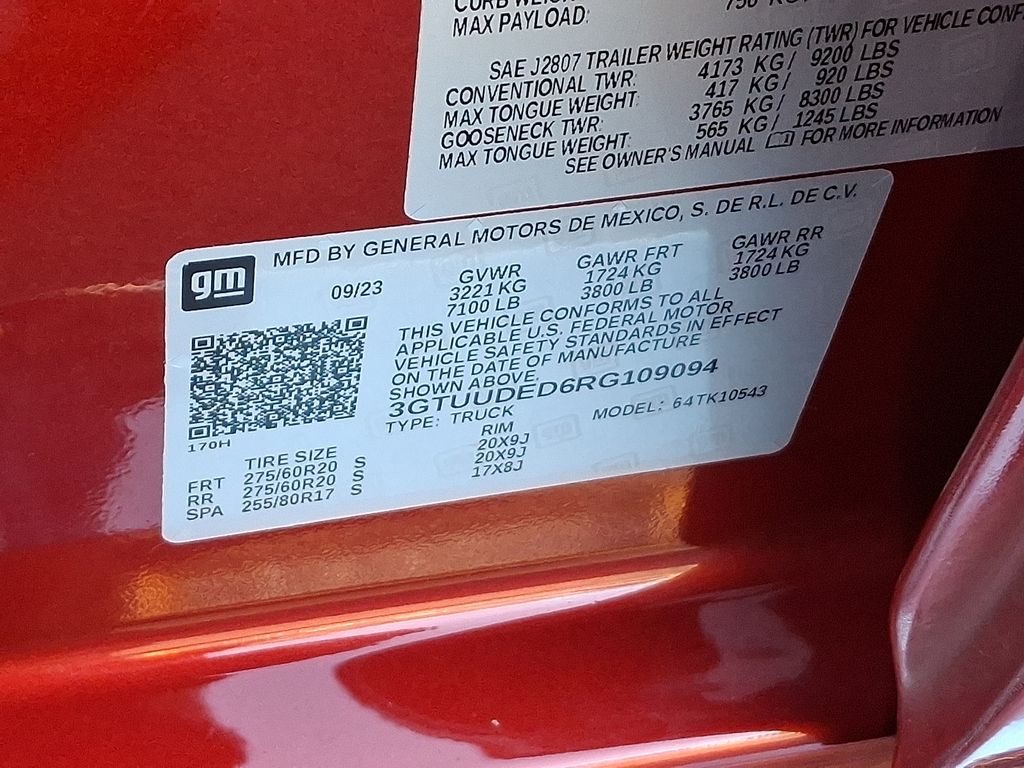 MAX PAYLOAD:
SAE J2807 TRAILER WEIGHT RATING (TWR) FOR VEHICLE
CONVENTIONAL TWR: 4173 KG/ 9200 LBS
MAX TONGUE WEIGHT: 417 KG/ 920 LBS
GOOSENECK TWR: 3765 KG/ 8300 LBS
MAX TONGUE WEIGHT: 565 KG/ 1245 LBS
SEE OWNER'S MANUAL FOR MORE INFORMATION
gm
MFD BY GENERAL MOTORS DE MEXICO, S. DE R.L. DE C.V.
09/23
GVWR GAWR FRT GAWR RR
3221 KG 1724 KG 1724 KG
7100 LB 3800 LB 3800 LB
THIS VEHICLE CONFORMS TO ALL
APPLICABLE U.S. FEDERAL MOTOR
VEHICLE SAFETY STANDARDS IN EFFECT
ON THE DATE OF MANUFACTURE
SHOWN ABOVE.
3GTUUDED6RG109094
TYPE: TRUCK MODEL: 64TK10543
170H
TIRE SIZE RIM
FRT 275/60R20 S 20X9J
RR 275/60R20 S 20X9J
SPA 255/80R17 S 17X8J